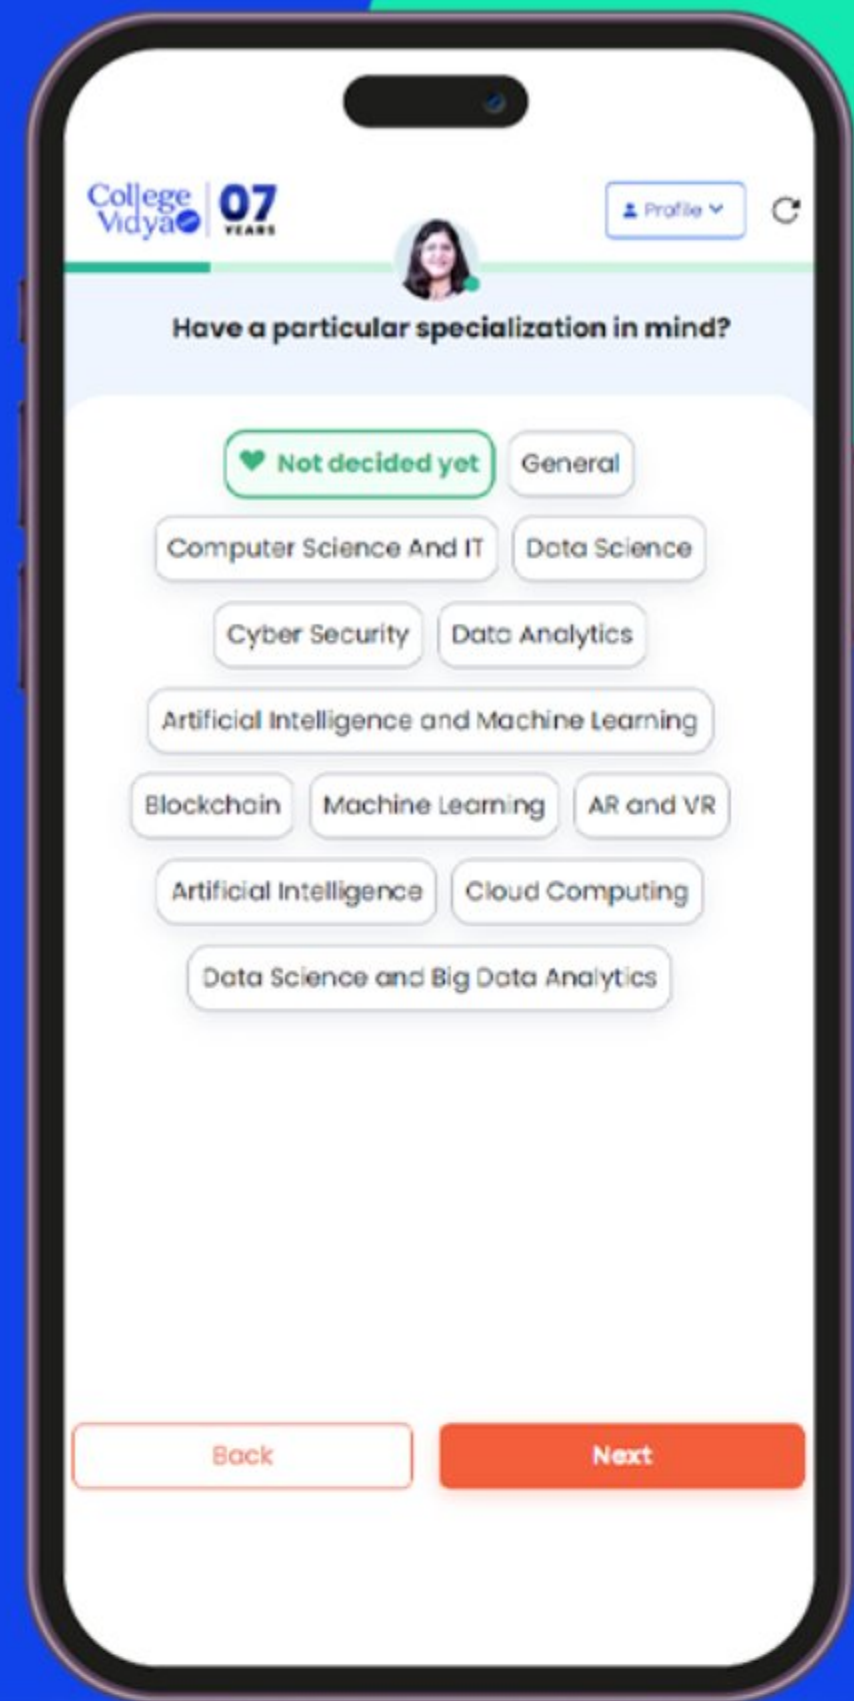 College
Vidya
07
YEARS
Profile
Have a particular specialization in mind?
Not decided yet
General
Computer Science And IT
Data Science
Cyber Security
Data Analytics
Artificial Intelligence and Machine Learning
Blockchain
Machine Learning
AR and VR
Artificial Intelligence
Cloud Computing
Data Science and Big Data Analytics
Back
Next